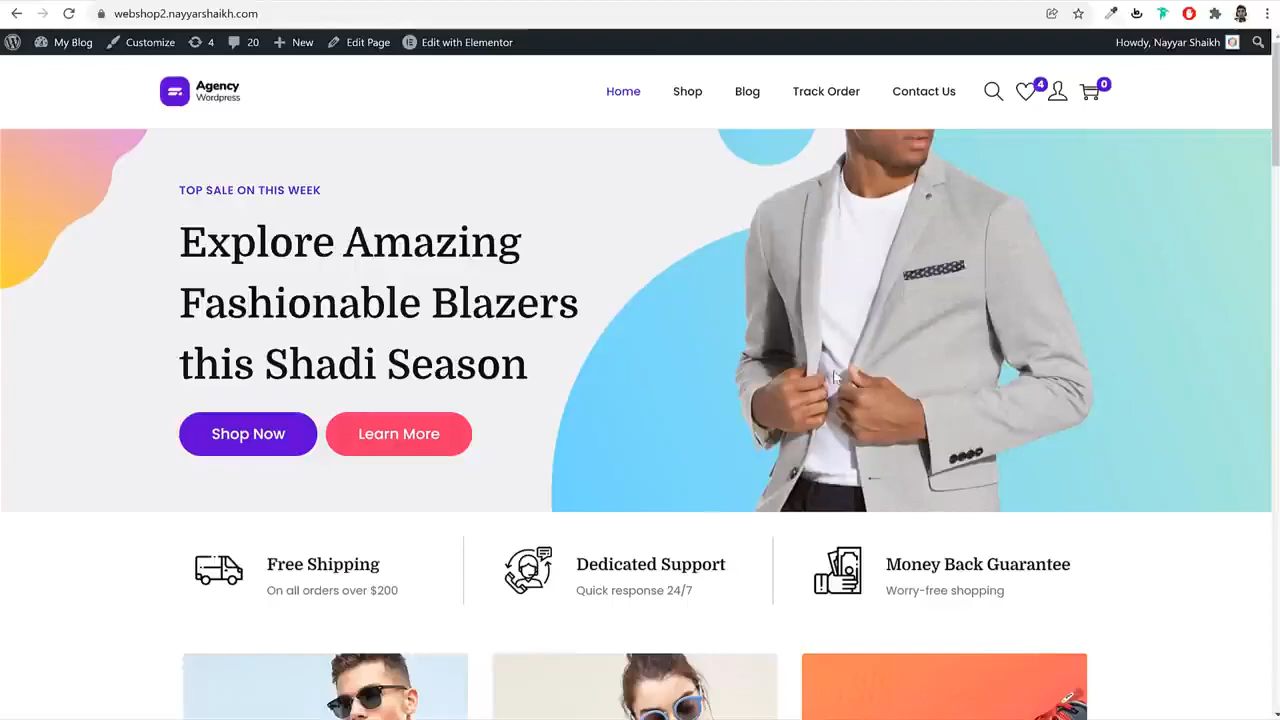 webshop2.nayyarshaikh.com
My Blog Customize 4 20 New Edit Page Edit with Elementor Howdy, Nayyar Shaikh
Agency
Wordpress
Home Shop Blog Track Order Contact Us 4 0
TOP SALE ON THIS WEEK
Explore Amazing
Fashionable Blazers
this Shadi Season
Shop Now Learn More
Free Shipping
On all orders over $200
Dedicated Support
Quick response 24/7
Money Back Guarantee
Worry-free shopping